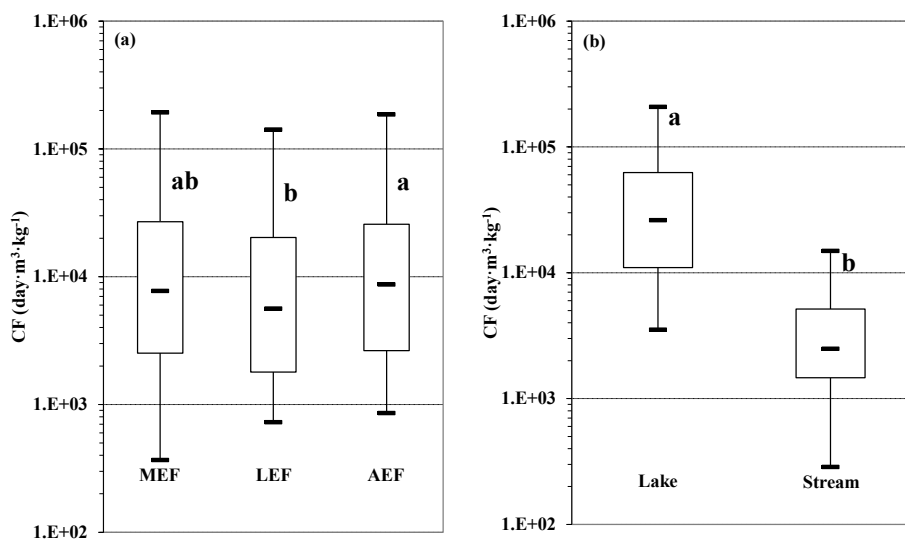 (a)
1.E+06
1.E+05
1.E+04
1.E+03
1.E+02
CF (day·m³·kg⁻¹)
ab
b
a
MEF LEF AEF
(b)
1.E+06
1.E+05
1.E+04
1.E+03
1.E+02
CF (day·m³·kg⁻¹)
a
b
Lake Stream